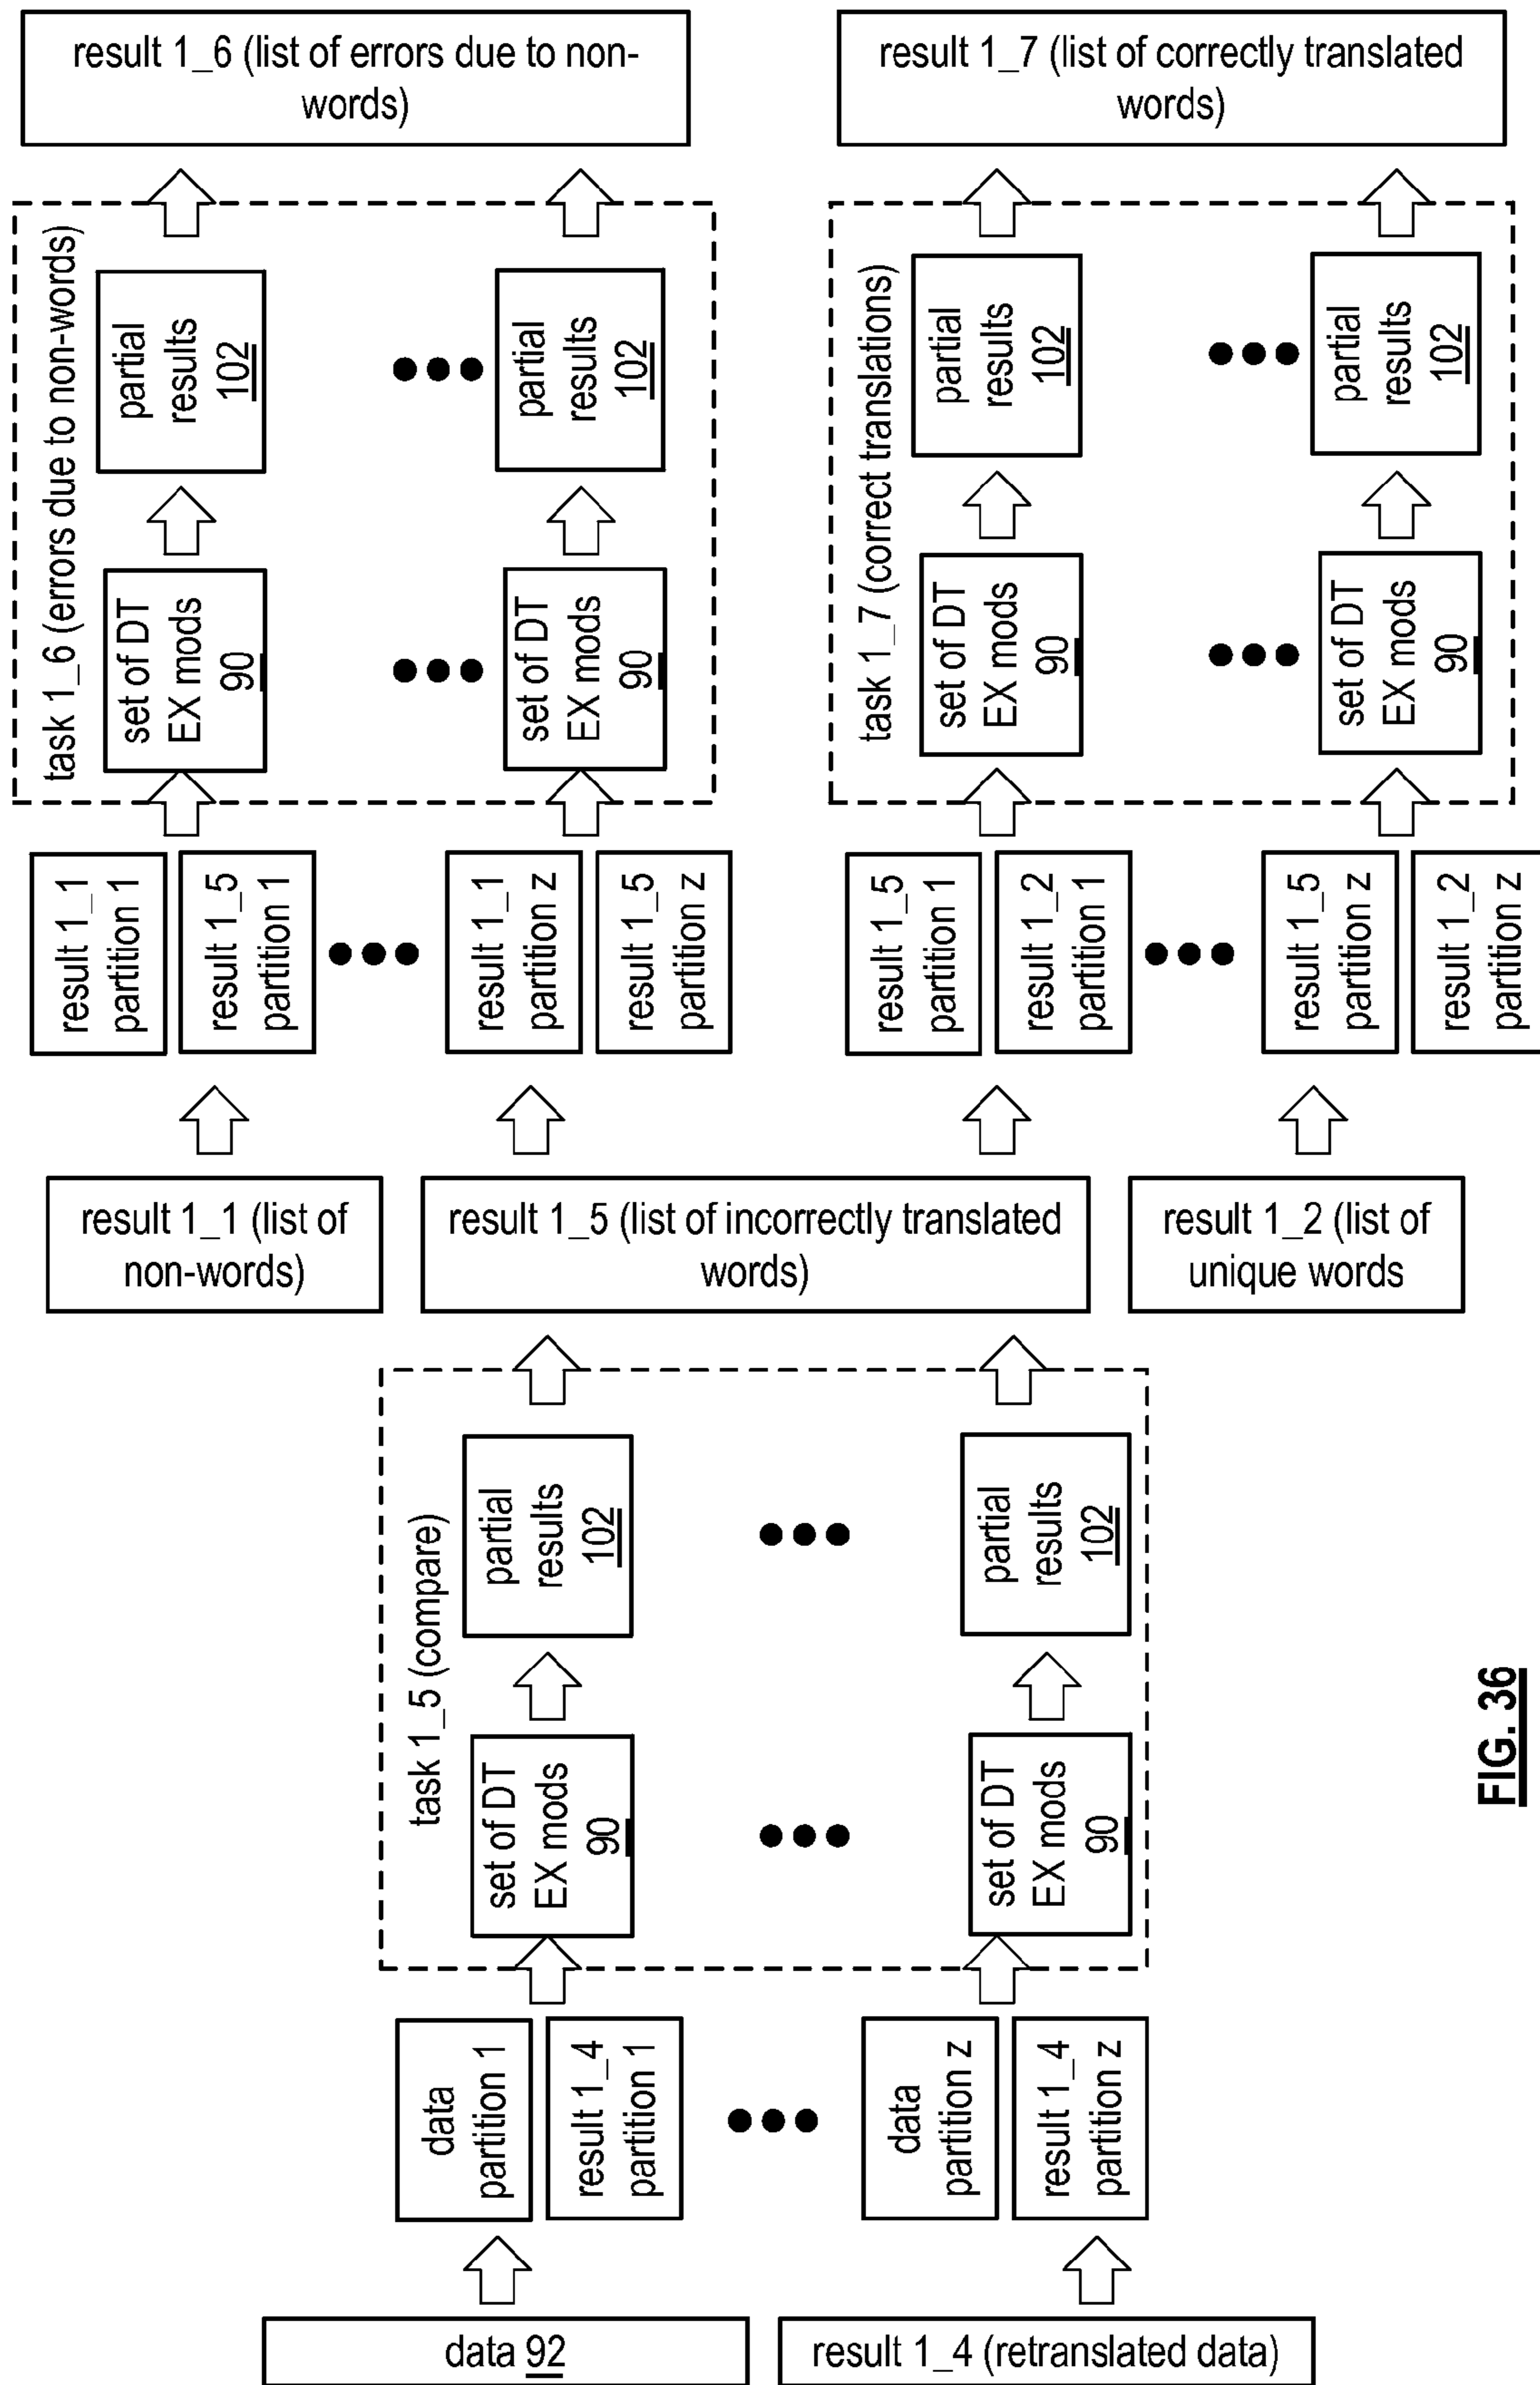 data 92
result 1_4 (retranslated data)
data
partition 1
result 1_4
partition 1
data
partition z
result 1_4
partition z
task 1_5 (compare)
set of DT
EX mods
90
partial
results
102
set of DT
EX mods
90
partial
results
102
result 1_1 (list of
non-words)
result 1_5 (list of incorrectly translated
words)
result 1_2 (list of
unique words
result 1_1
partition 1
result 1_5
partition 1
result 1_1
partition z
result 1_5
partition z
result 1_5
partition 1
result 1_2
partition 1
result 1_5
partition z
result 1_2
partition z
task 1_6 (errors due to non-words)
set of DT
EX mods
90
partial
results
102
set of DT
EX mods
90
partial
results
102
task 1_7 (correct translations)
set of DT
EX mods
90
partial
results
102
set of DT
EX mods
90
partial
results
102
result 1_6 (list of errors due to non-
words)
result 1_7 (list of correctly translated
words)
FIG. 36